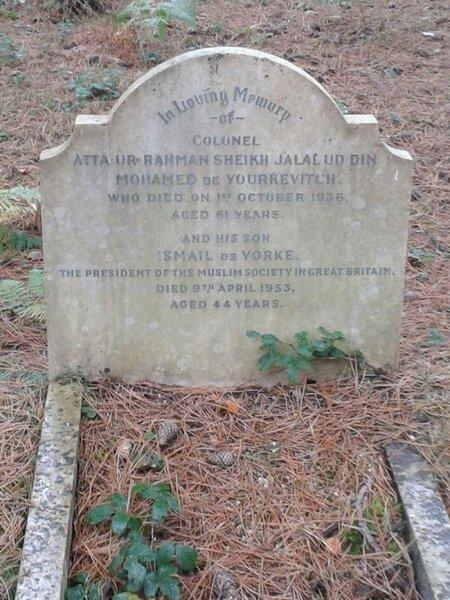 In Loving Memory
-of-
COLONEL
ATTA UR-RAHMAN SHEIKH JALAL UD DIN
MOHAMED DE YOURKEVITCH.
WHO DIED ON 1ST OCTOBER 1936,
AGED 61 YEARS.
AND HIS SON
ISMAIL DE YORKE.
THE PRESIDENT OF THE MUSLIM SOCIETY IN GREAT BRITAIN.
DIED 9TH APRIL 1953,
AGED 44 YEARS.